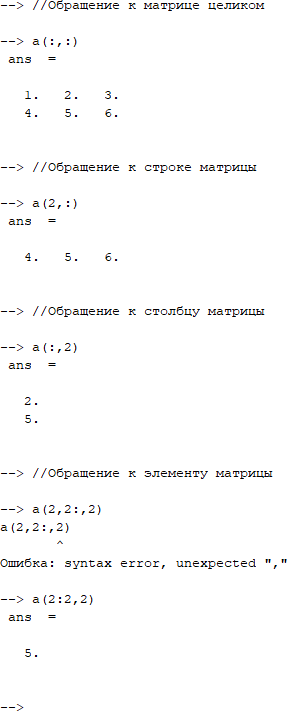 --> //Обращение к матрице целиком
--> a(:,:)
ans =
1. 2. 3.
4. 5. 6.
--> //Обращение к строке матрицы
--> a(2,:)
ans =
4. 5. 6.
--> //Обращение к столбцу матрицы
--> a(:,2)
ans =
2.
5.
--> //Обращение к элементу матрицы
--> a(2,2:,2)
a(2,2:,2)
^
Ошибка: syntax error, unexpected ","
--> a(2:2,2)
ans =
5.
-->